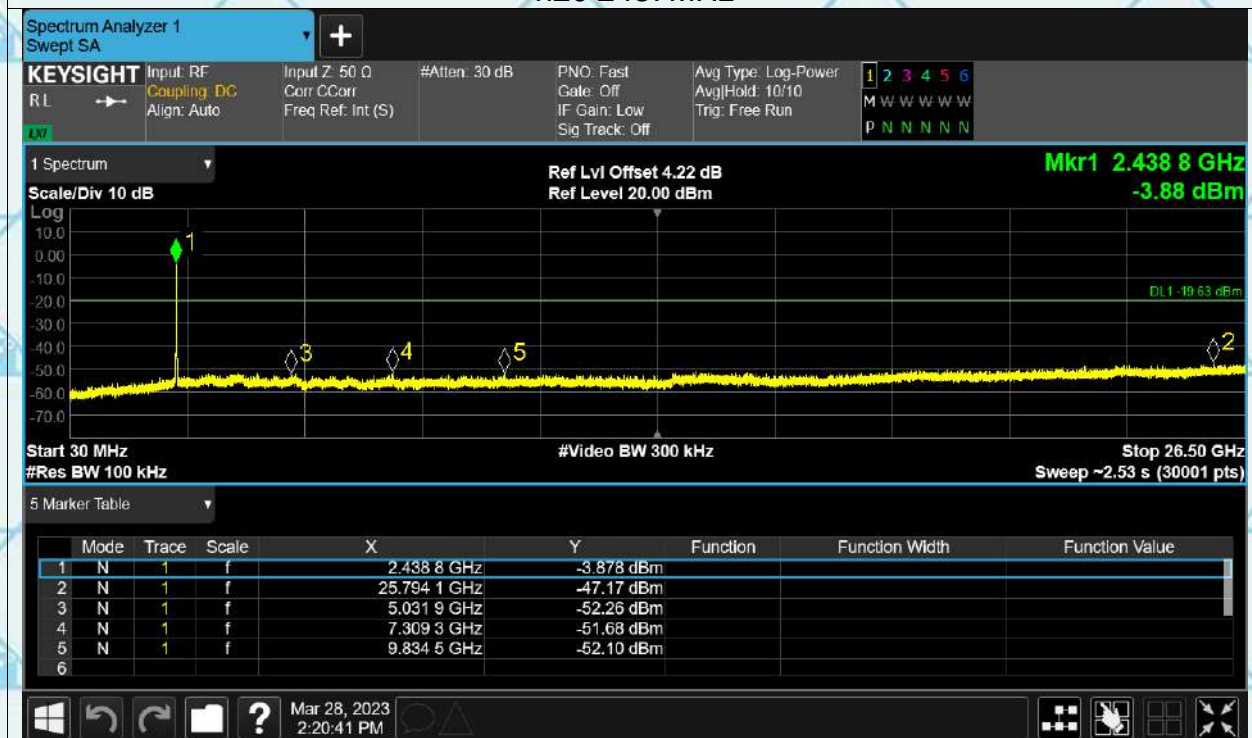 Spectrum Analyzer 1
Swept SA
+
KEYSIGHT
RL
LXI
Input: RF
Coupling: DC
Align: Auto
Input Z: 50 Ω
Corr CCorr
Freq Ref: Int (S)
#Atten: 30 dB
PNO: Fast
Gate: Off
IF Gain: Low
Sig Track: Off
Avg Type: Log-Power
Avg|Hold: 10/10
Trig: Free Run
1 2 3 4 5 6
M W W W W W
P N N N N N
1 Spectrum
Scale/Div 10 dB
Ref Lvl Offset 4.22 dB
Ref Level 20.00 dBm
Mkr1 2.438 8 GHz
-3.88 dBm
Log
10.0
0.00
-10.0
-20.0
-30.0
-40.0
-50.0
-60.0
-70.0
1
3
4
5
2
DL1 -19.63 dBm
Start 30 MHz
#Res BW 100 kHz
#Video BW 300 kHz
Stop 26.50 GHz
Sweep ~2.53 s (30001 pts)
5 Marker Table
Mode Trace Scale X Y Function Function Width Function Value
1 N 1 f 2.438 8 GHz -3.878 dBm
2 N 1 f 25.794 1 GHz -47.17 dBm
3 N 1 f 5.031 9 GHz -52.26 dBm
4 N 1 f 7.309 3 GHz -51.68 dBm
5 N 1 f 9.834 5 GHz -52.10 dBm
6
?
Mar 28, 2023
2:20:41 PM